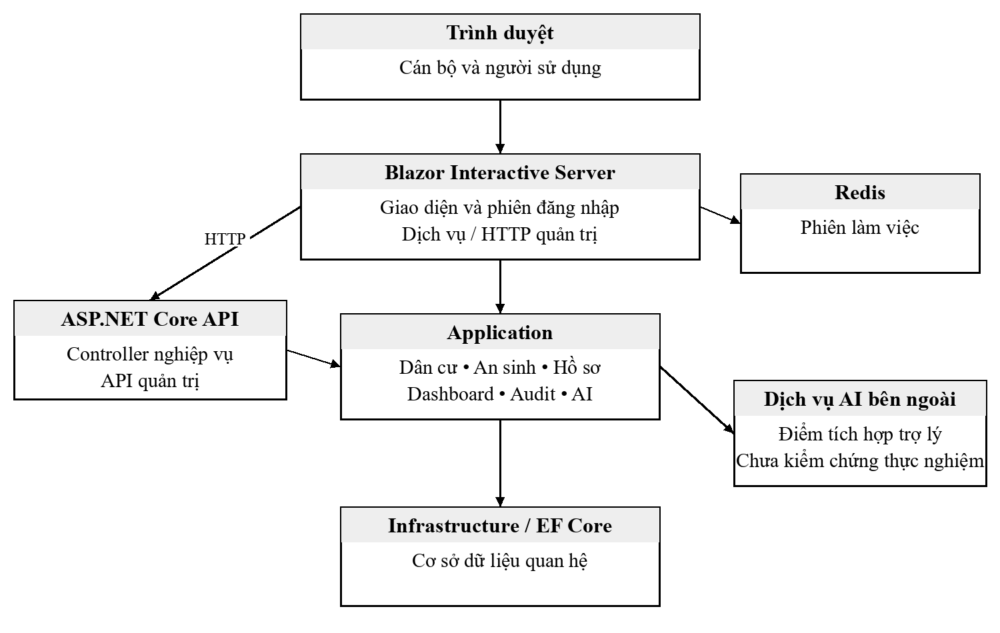 Trình duyệt
Cán bộ và người sử dụng
Blazor Interactive Server
Giao diện và phiên đăng nhập
Dịch vụ / HTTP quản trị
Redis
Phiên làm việc
HTTP
ASP.NET Core API
Controller nghiệp vụ
API quản trị
Application
Dân cư • An sinh • Hồ sơ
Dashboard • Audit • AI
Dịch vụ AI bên ngoài
Điểm tích hợp trợ lý
Chưa kiểm chứng thực nghiệm
Infrastructure / EF Core
Cơ sở dữ liệu quan hệ